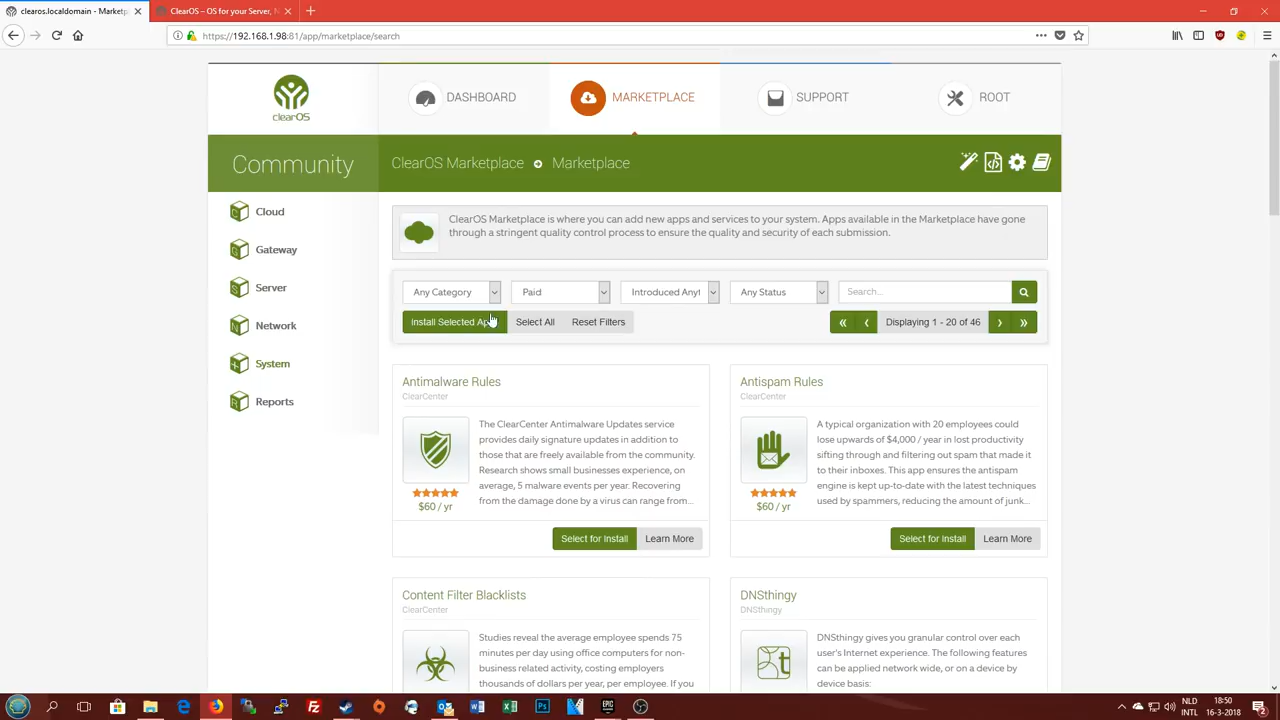 clearos.localdomain - Marketp
ClearOS – OS for your Server, N
https://192.168.1.98:81/app/marketplace/search
clearOS
DASHBOARD
MARKETPLACE
SUPPORT
ROOT
Community
ClearOS Marketplace
Marketplace
Cloud
Gateway
Server
Network
System
Reports
ClearOS Marketplace is where you can add new apps and services to your system. Apps available in the Marketplace have gone
through a stringent quality control process to ensure the quality and security of each submission.
Any Category
Paid
Introduced Anyt
Any Status
Search...
Install Selected Ap
Select All
Reset Filters
Displaying 1 - 20 of 46
Antimalware Rules
ClearCenter
The ClearCenter Antimalware Updates service
provides daily signature updates in addition to
those that are freely available from the community.
Research shows small businesses experience, on
average, 5 malware events per year. Recovering
from the damage done by a virus can range from...
$60 / yr
Select for Install
Learn More
Antispam Rules
ClearCenter
A typical organization with 20 employees could
lose upwards of $4,000 / year in lost productivity
sifting through and filtering out spam that made it
to their inboxes. This app ensures the antispam
engine is kept up-to-date with the latest techniques
used by spammers, reducing the amount of junk...
$60 / yr
Select for Install
Learn More
Content Filter Blacklists
ClearCenter
Studies reveal the average employee spends 75
minutes per day using office computers for non-
business related activity, costing employers
thousands of dollars per year, per employee. If you
DNSthingy
DNSthingy
DNSthingy gives you granular control over each
user's Internet experience. The following features
can be applied network wide, or on a device by
device basis:
NLD
INTL
18:50
16-3-2018